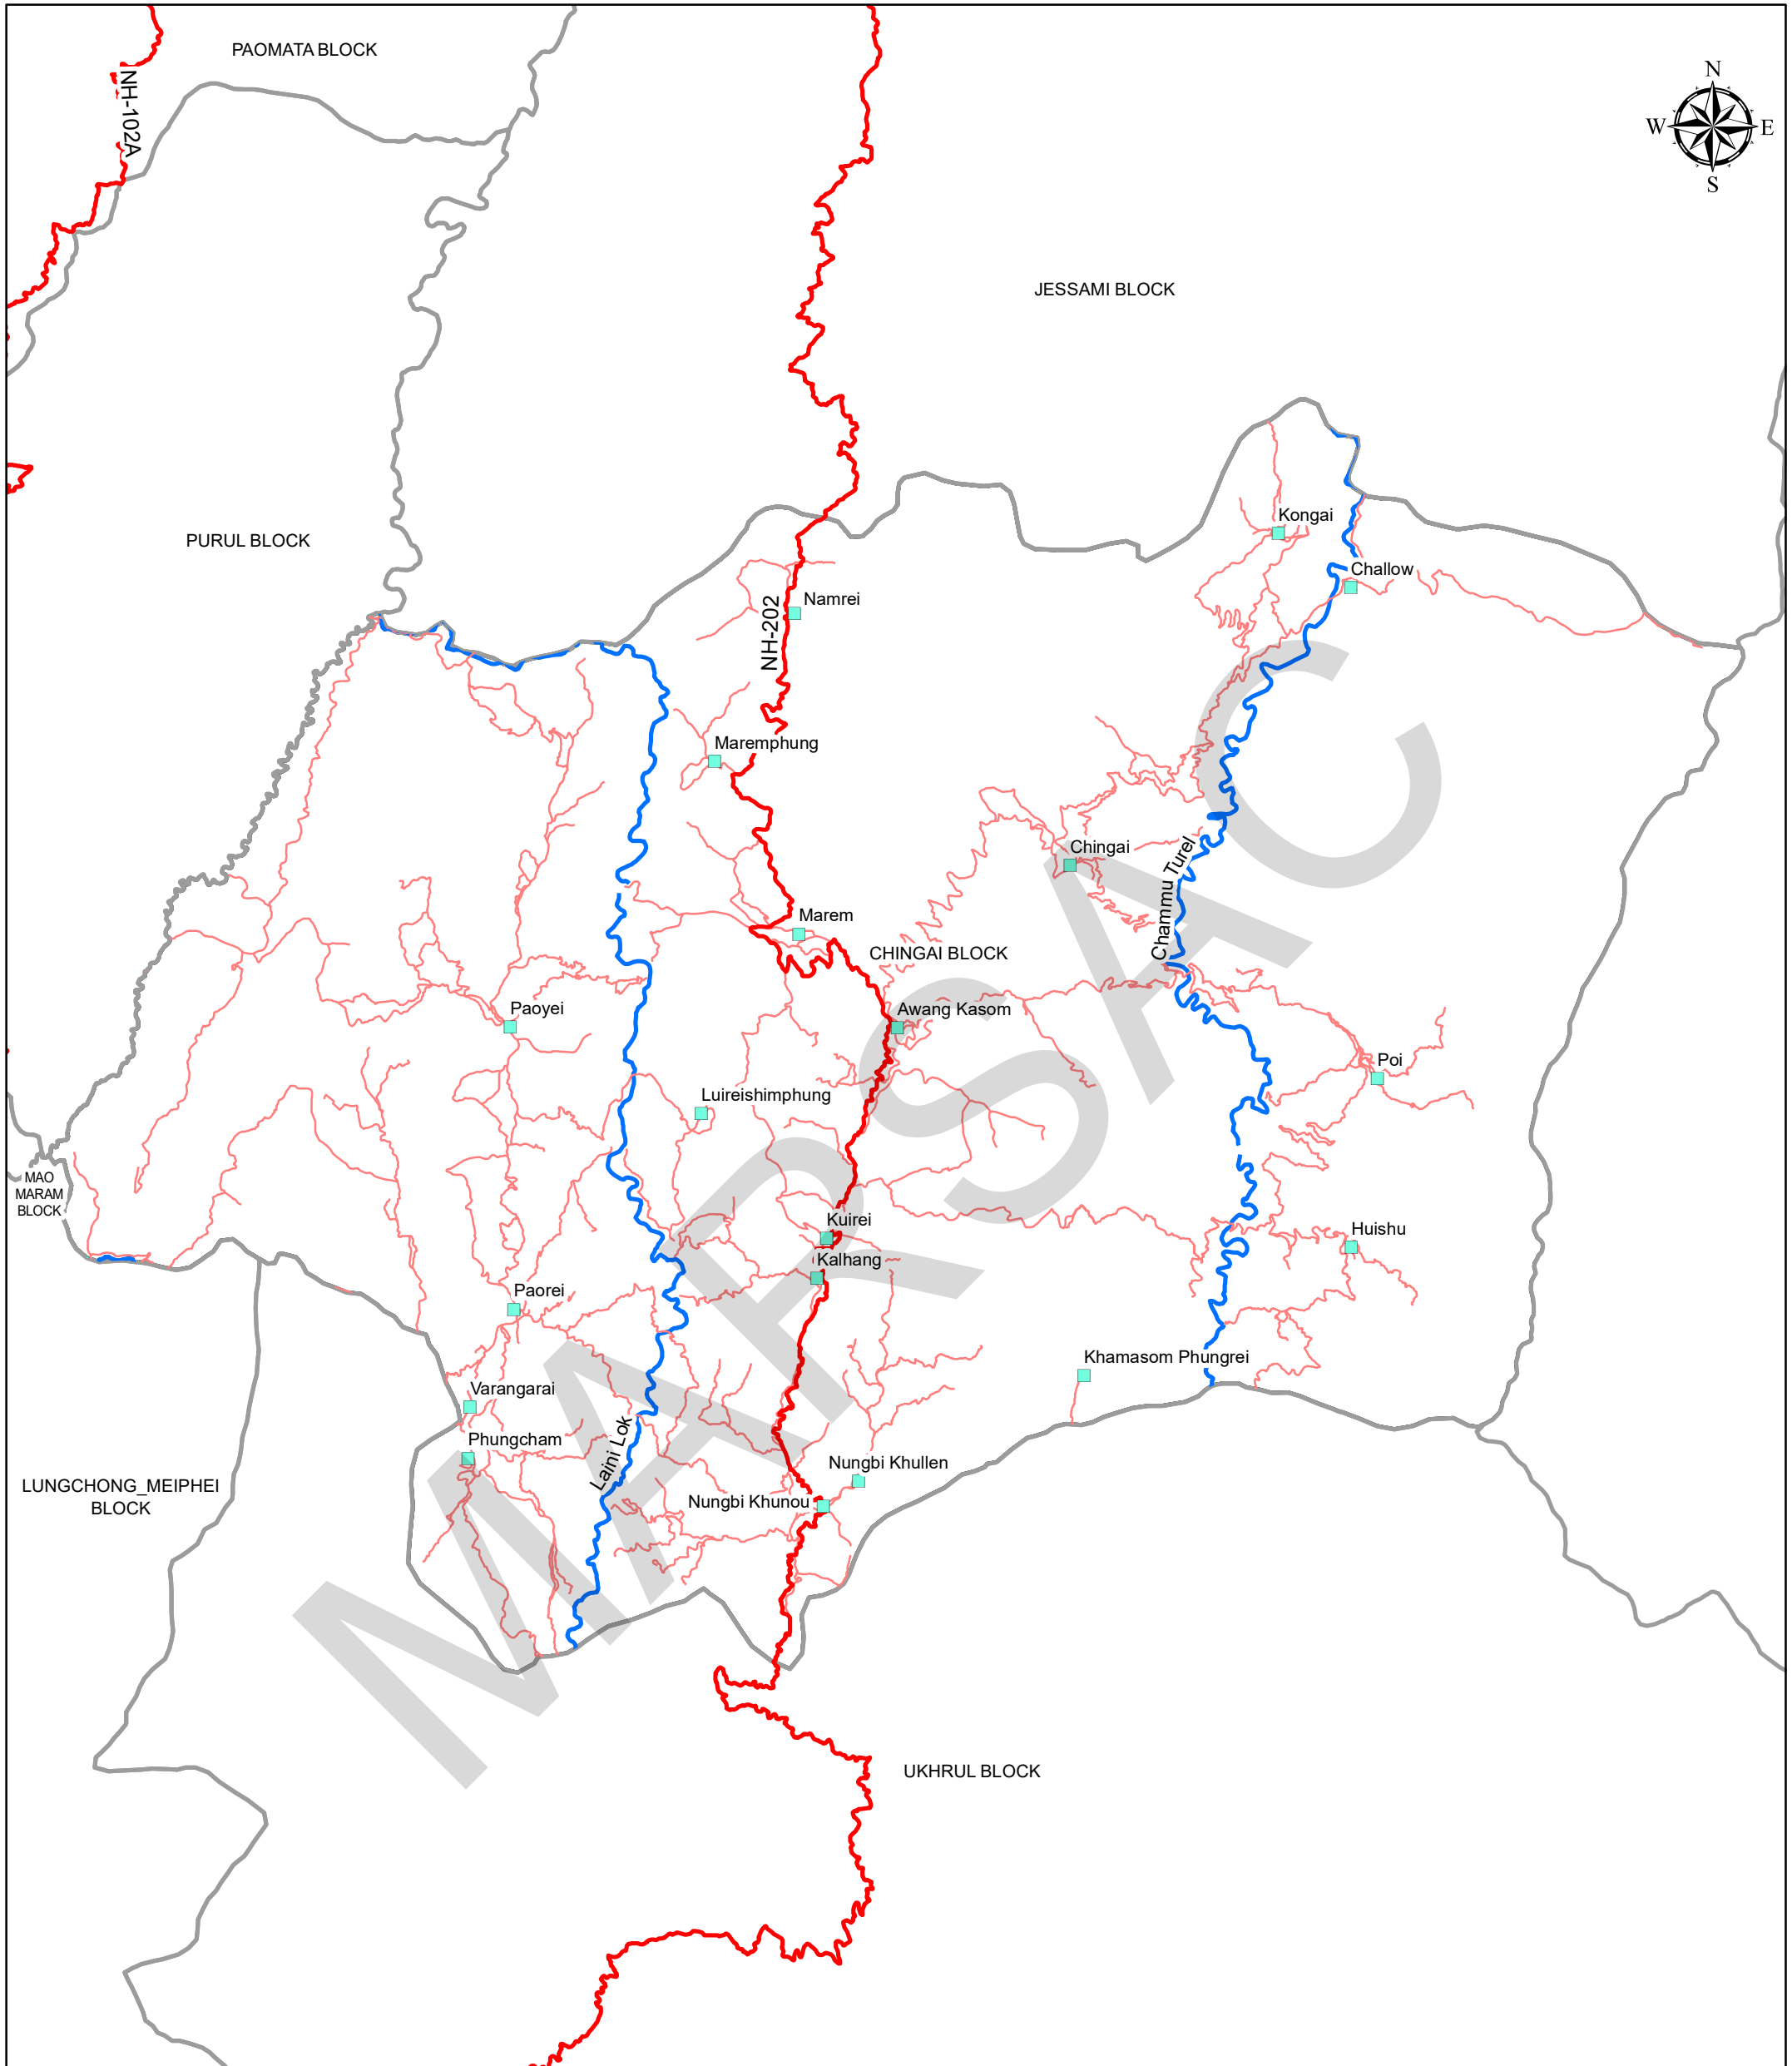 PAOMATA BLOCK
NH-102A
N
W
E
S
JESSAMI BLOCK
Kongai
PURUL BLOCK
Challow
Namrei
NH-202
Maremphung
Chingai
Chammu Turel
Marem
CHINGAI BLOCK
Paoyei
Awang Kasom
Poi
Luireishimphung
MAO
MARAM
BLOCK
Kuirei
Huishu
Kalhang
Paorei
Khamasom Phungrei
Varangarai
Phungcham
Laini Lok
Nungbi Khullen
LUNGCHONG_MEIPHEI
BLOCK
Nungbi Khunou
UKHRUL BLOCK
MARSAC